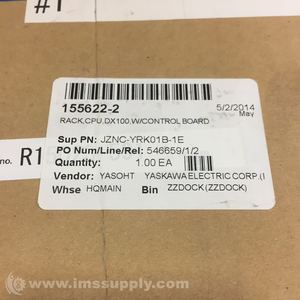 #1
155622-2
5/2/2014
May
RACK,CPU,DX100,W/CONTROL BOARD
Sup PN: JZNC-YRK01B-1E
PO Num/Line/Rel: 546659/1/2
no. R1
Quantity: 1.00 EA
Vendor: YASOHT YASKAWA ELECTRIC CORP.(I
Whse HQMAIN Bin ZZDOCK (ZZDOCK)
© www.imssupply.com